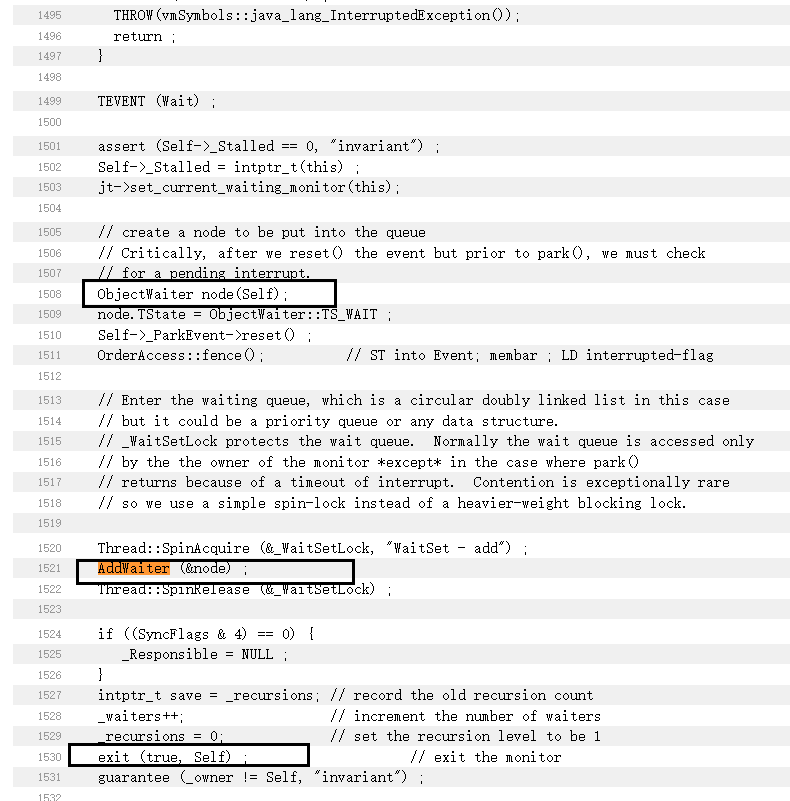 1495 THROW(vmSymbols::java_lang_InterruptedException());
1496 return ;
1497 }
1498
1499 TEVENT (Wait) ;
1500
1501 assert (Self->_Stalled == 0, "invariant") ;
1502 Self->_Stalled = intptr_t(this) ;
1503 jt->set_current_waiting_monitor(this);
1504
1505 // create a node to be put into the queue
1506 // Critically, after we reset() the event but prior to park(), we must check
1507 // for a pending interrupt.
1508 ObjectWaiter node(Self);
1509 node.TState = ObjectWaiter::TS_WAIT ;
1510 Self->_ParkEvent->reset() ;
1511 OrderAccess::fence(); // ST into Event; membar ; LD interrupted-flag
1512
1513 // Enter the waiting queue, which is a circular doubly linked list in this case
1514 // but it could be a priority queue or any data structure.
1515 // _WaitSetLock protects the wait queue. Normally the wait queue is accessed only
1516 // by the the owner of the monitor *except* in the case where park()
1517 // returns because of a timeout of interrupt. Contention is exceptionally rare
1518 // so we use a simple spin-lock instead of a heavier-weight blocking lock.
1519
1520 Thread::SpinAcquire (&_WaitSetLock, "WaitSet - add") ;
1521 AddWaiter (&node) ;
1522 Thread::SpinRelease (&_WaitSetLock) ;
1523
1524 if ((SyncFlags & 4) == 0) {
1525 _Responsible = NULL ;
1526 }
1527 intptr_t save = _recursions; // record the old recursion count
1528 _waiters++; // increment the number of waiters
1529 _recursions = 0; // set the recursion level to be 1
1530 exit (true, Self) ; // exit the monitor
1531 guarantee (_owner != Self, "invariant") ;
1532